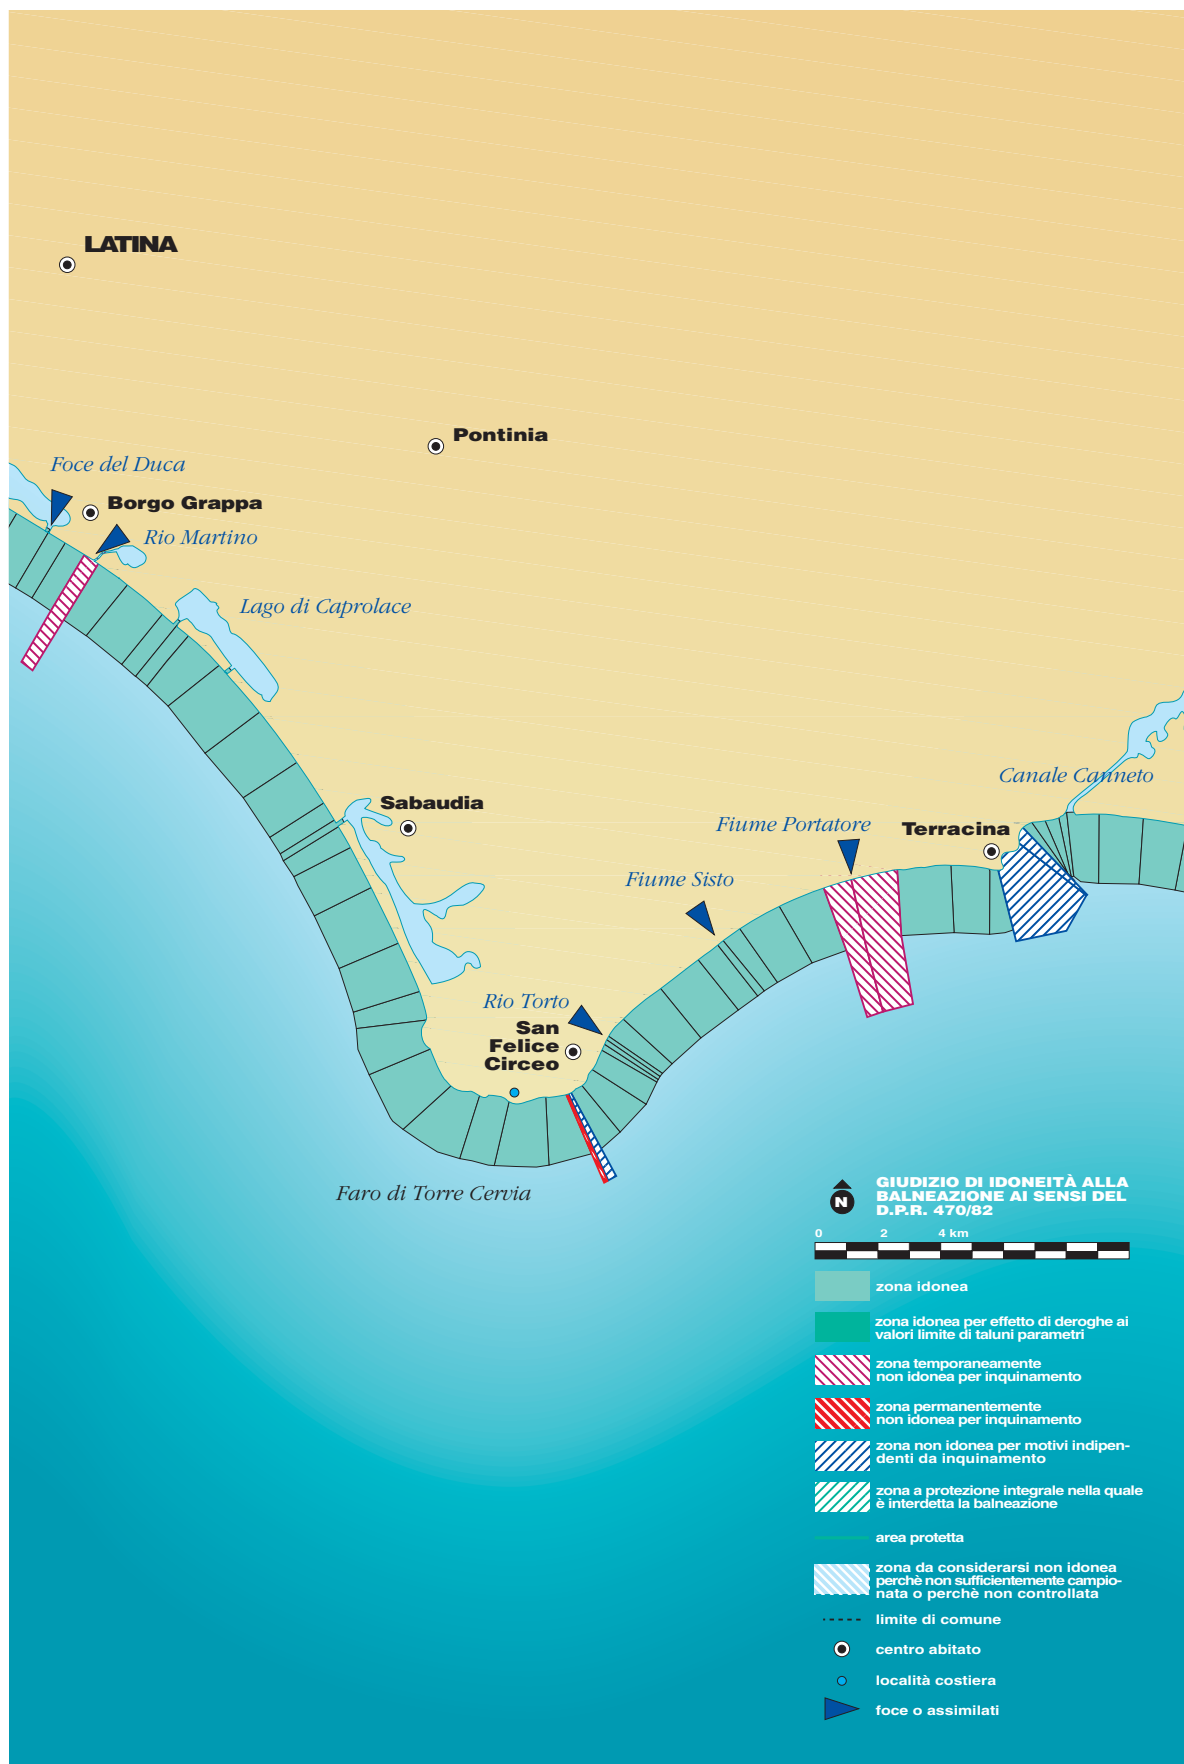 LATINA
Pontinia
Foce del Duca
Borgo Grappa
Rio Martino
Lago di Caprolace
Canale Canneto
Sabaudia
Fiume Portatore
Terracina
Fiume Sisto
Rio Torto
San
Felice
Circeo
Faro di Torre Cervia
N
GIUDIZIO DI IDONEITÀ ALLA
BALNEAZIONE AI SENSI DEL
D.P.R. 470/82
0 2 4 km
zona idonea
zona idonea per effetto di deroghe ai
valori limite di taluni parametri
zona temporaneamente
non idonea per inquinamento
zona permanentemente
non idonea per inquinamento
zona non idonea per motivi indipen-
denti da inquinamento
zona a protezione integrale nella quale
è interdetta la balneazione
area protetta
zona da considerarsi non idonea
perchè non sufficientemente campio-
nata o perchè non controllata
limite di comune
centro abitato
località costiera
foce o assimilati